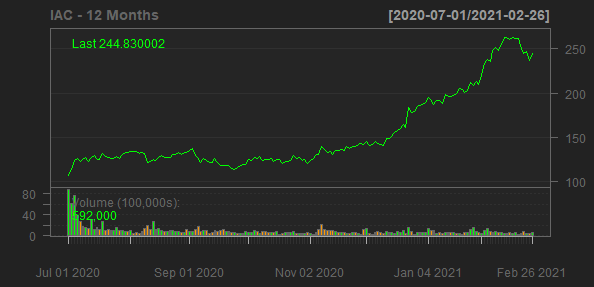 IAC - 12 Months [2020-07-01/2021-02-26]
Last 244.830002
250
200
150
100
Volume (100,000s):
592,000
80
40
0
Jul 01 2020 Sep 01 2020 Nov 02 2020 Jan 04 2021 Feb 26 2021